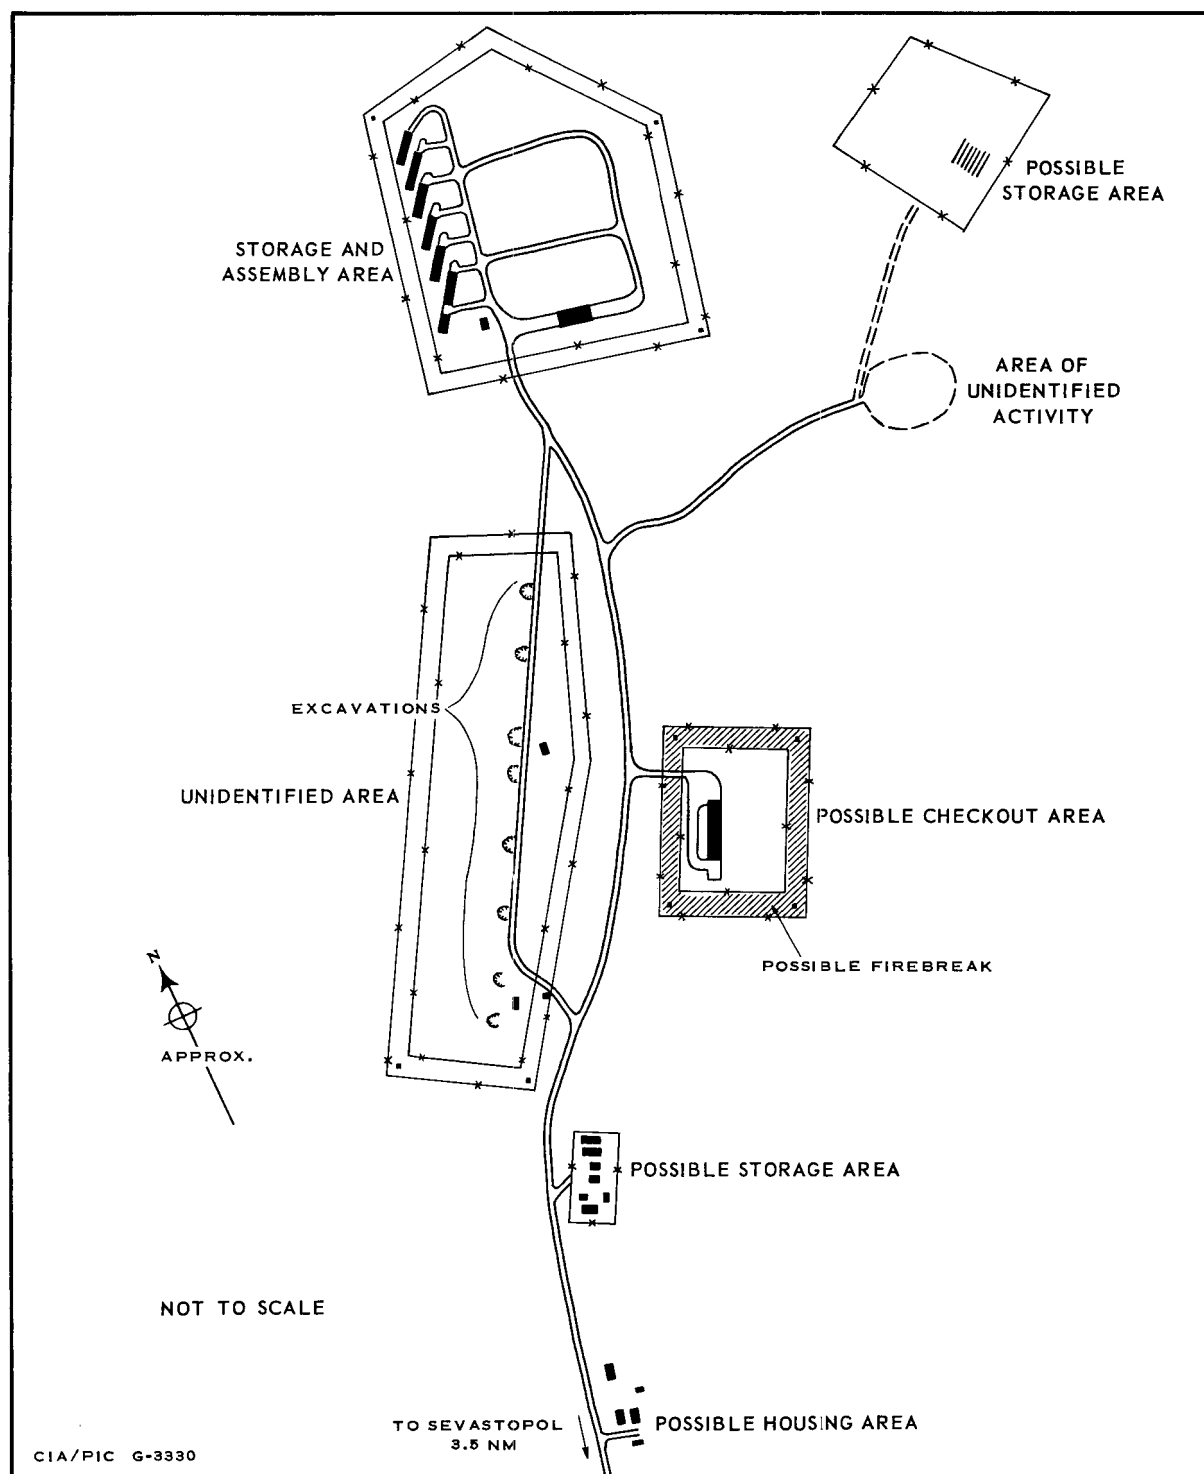 POSSIBLE
STORAGE AREA
STORAGE AND
ASSEMBLY AREA
AREA OF
UNIDENTIFIED
ACTIVITY
EXCAVATIONS
UNIDENTIFIED AREA
POSSIBLE CHECKOUT AREA
POSSIBLE FIREBREAK
N
APPROX.
POSSIBLE STORAGE AREA
NOT TO SCALE
TO SEVASTOPOL
3.5 NM
POSSIBLE HOUSING AREA
CIA/PIC G-3330